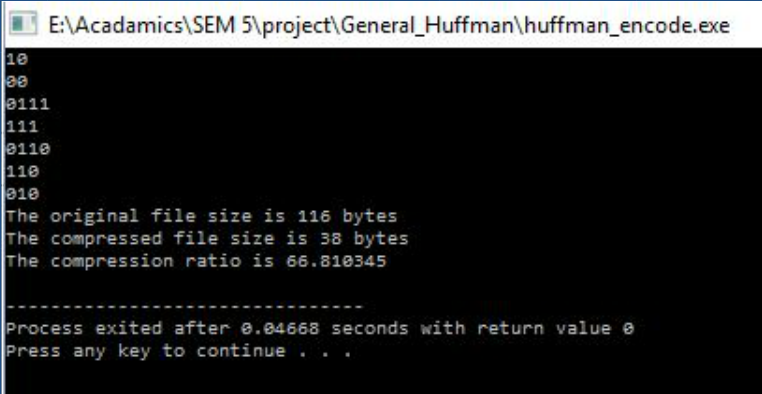 E:\Acadamics\SEM 5\project\General_Huffman\huffman_encode.exe
10
00
0111
111
0110
110
010
The original file size is 116 bytes
The compressed file size is 38 bytes
The compression ratio is 66.810345
--------------------------------
Process exited after 0.04668 seconds with return value 0
Press any key to continue . . .